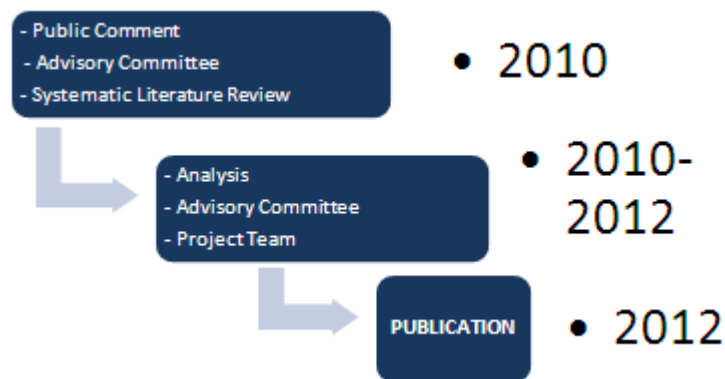 - Public Comment
- Advisory Committee
- Systematic Literature Review
• 2010
- Analysis
- Advisory Committee
- Project Team
• 2010-
2012
PUBLICATION
• 2012